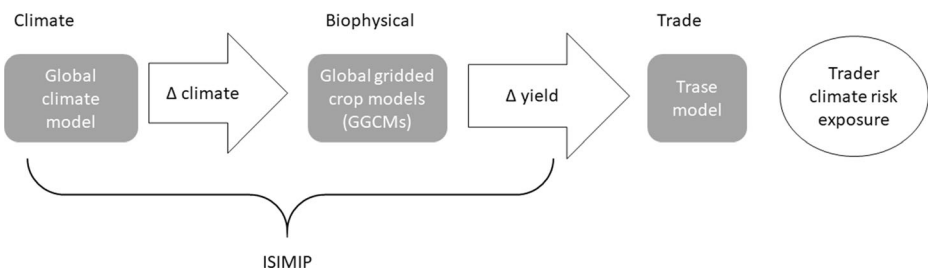 Climate
Biophysical
Trade
Global
climate
model
Δ climate
Global gridded
crop models
(GGCMs)
Δ yield
Trase
model
Trader
climate risk
exposure
ISIMIP